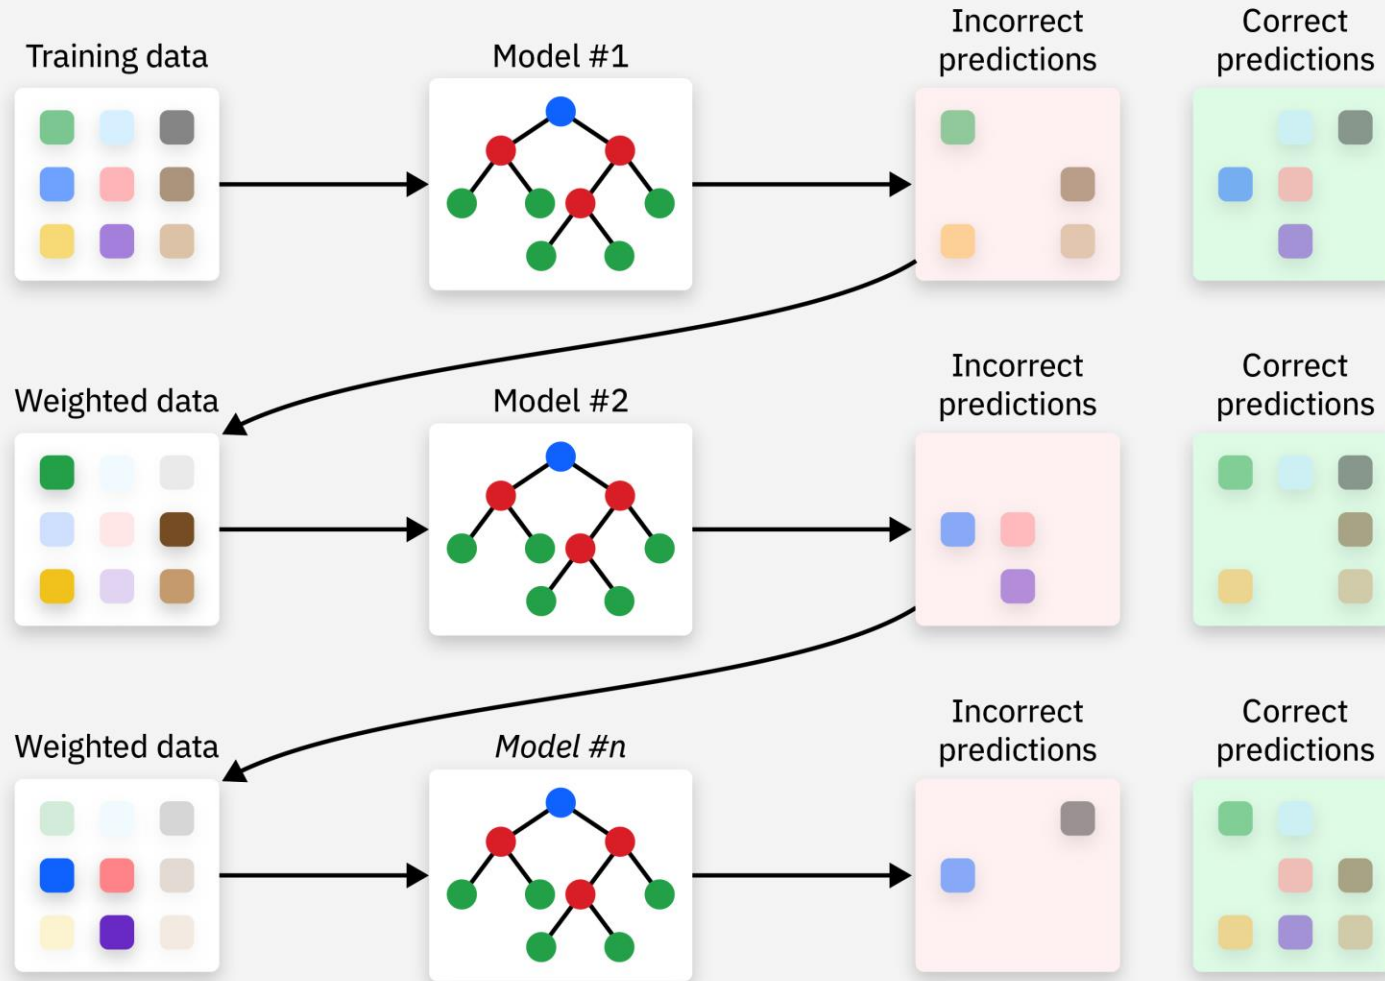 Training data
Model #1
Incorrect
predictions
Correct
predictions
Weighted data
Model #2
Incorrect
predictions
Correct
predictions
Weighted data
Model #n
Incorrect
predictions
Correct
predictions